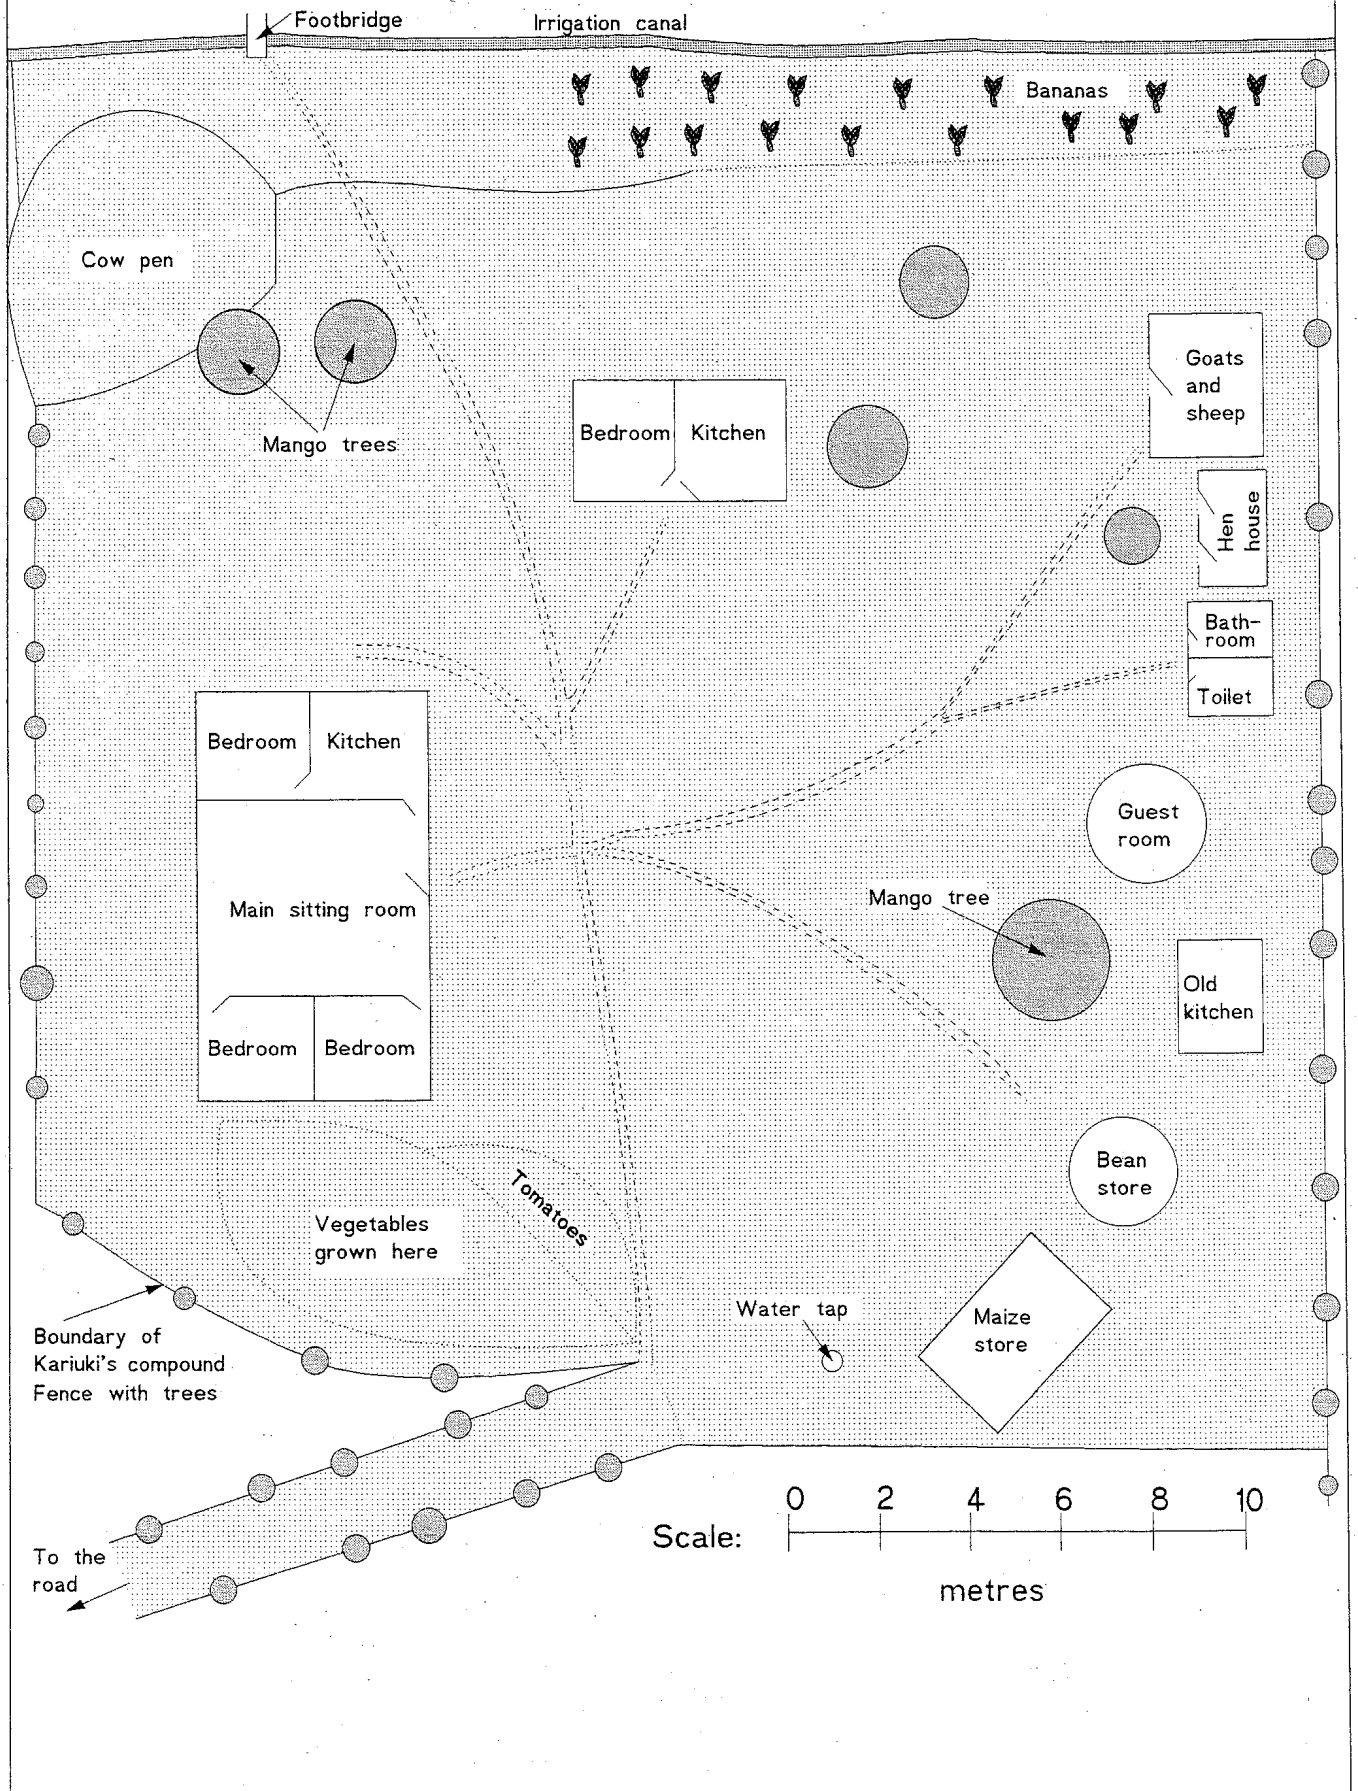 Footbridge
Irrigation canal
Bananas
Cow pen
Goats
and
sheep
Mango trees
Bedroom
Kitchen
Hen
house
Bath-
room
Toilet
Bedroom
Kitchen
Guest
room
Mango tree
Main sitting room
Old
kitchen
Bedroom
Bedroom
Bean
store
Tomatoes
Vegetables
grown here
Water tap
Maize
store
Boundary of
Kariuki's compound
Fence with trees
0 2 4 6 8 10
Scale:
metres
To the
road